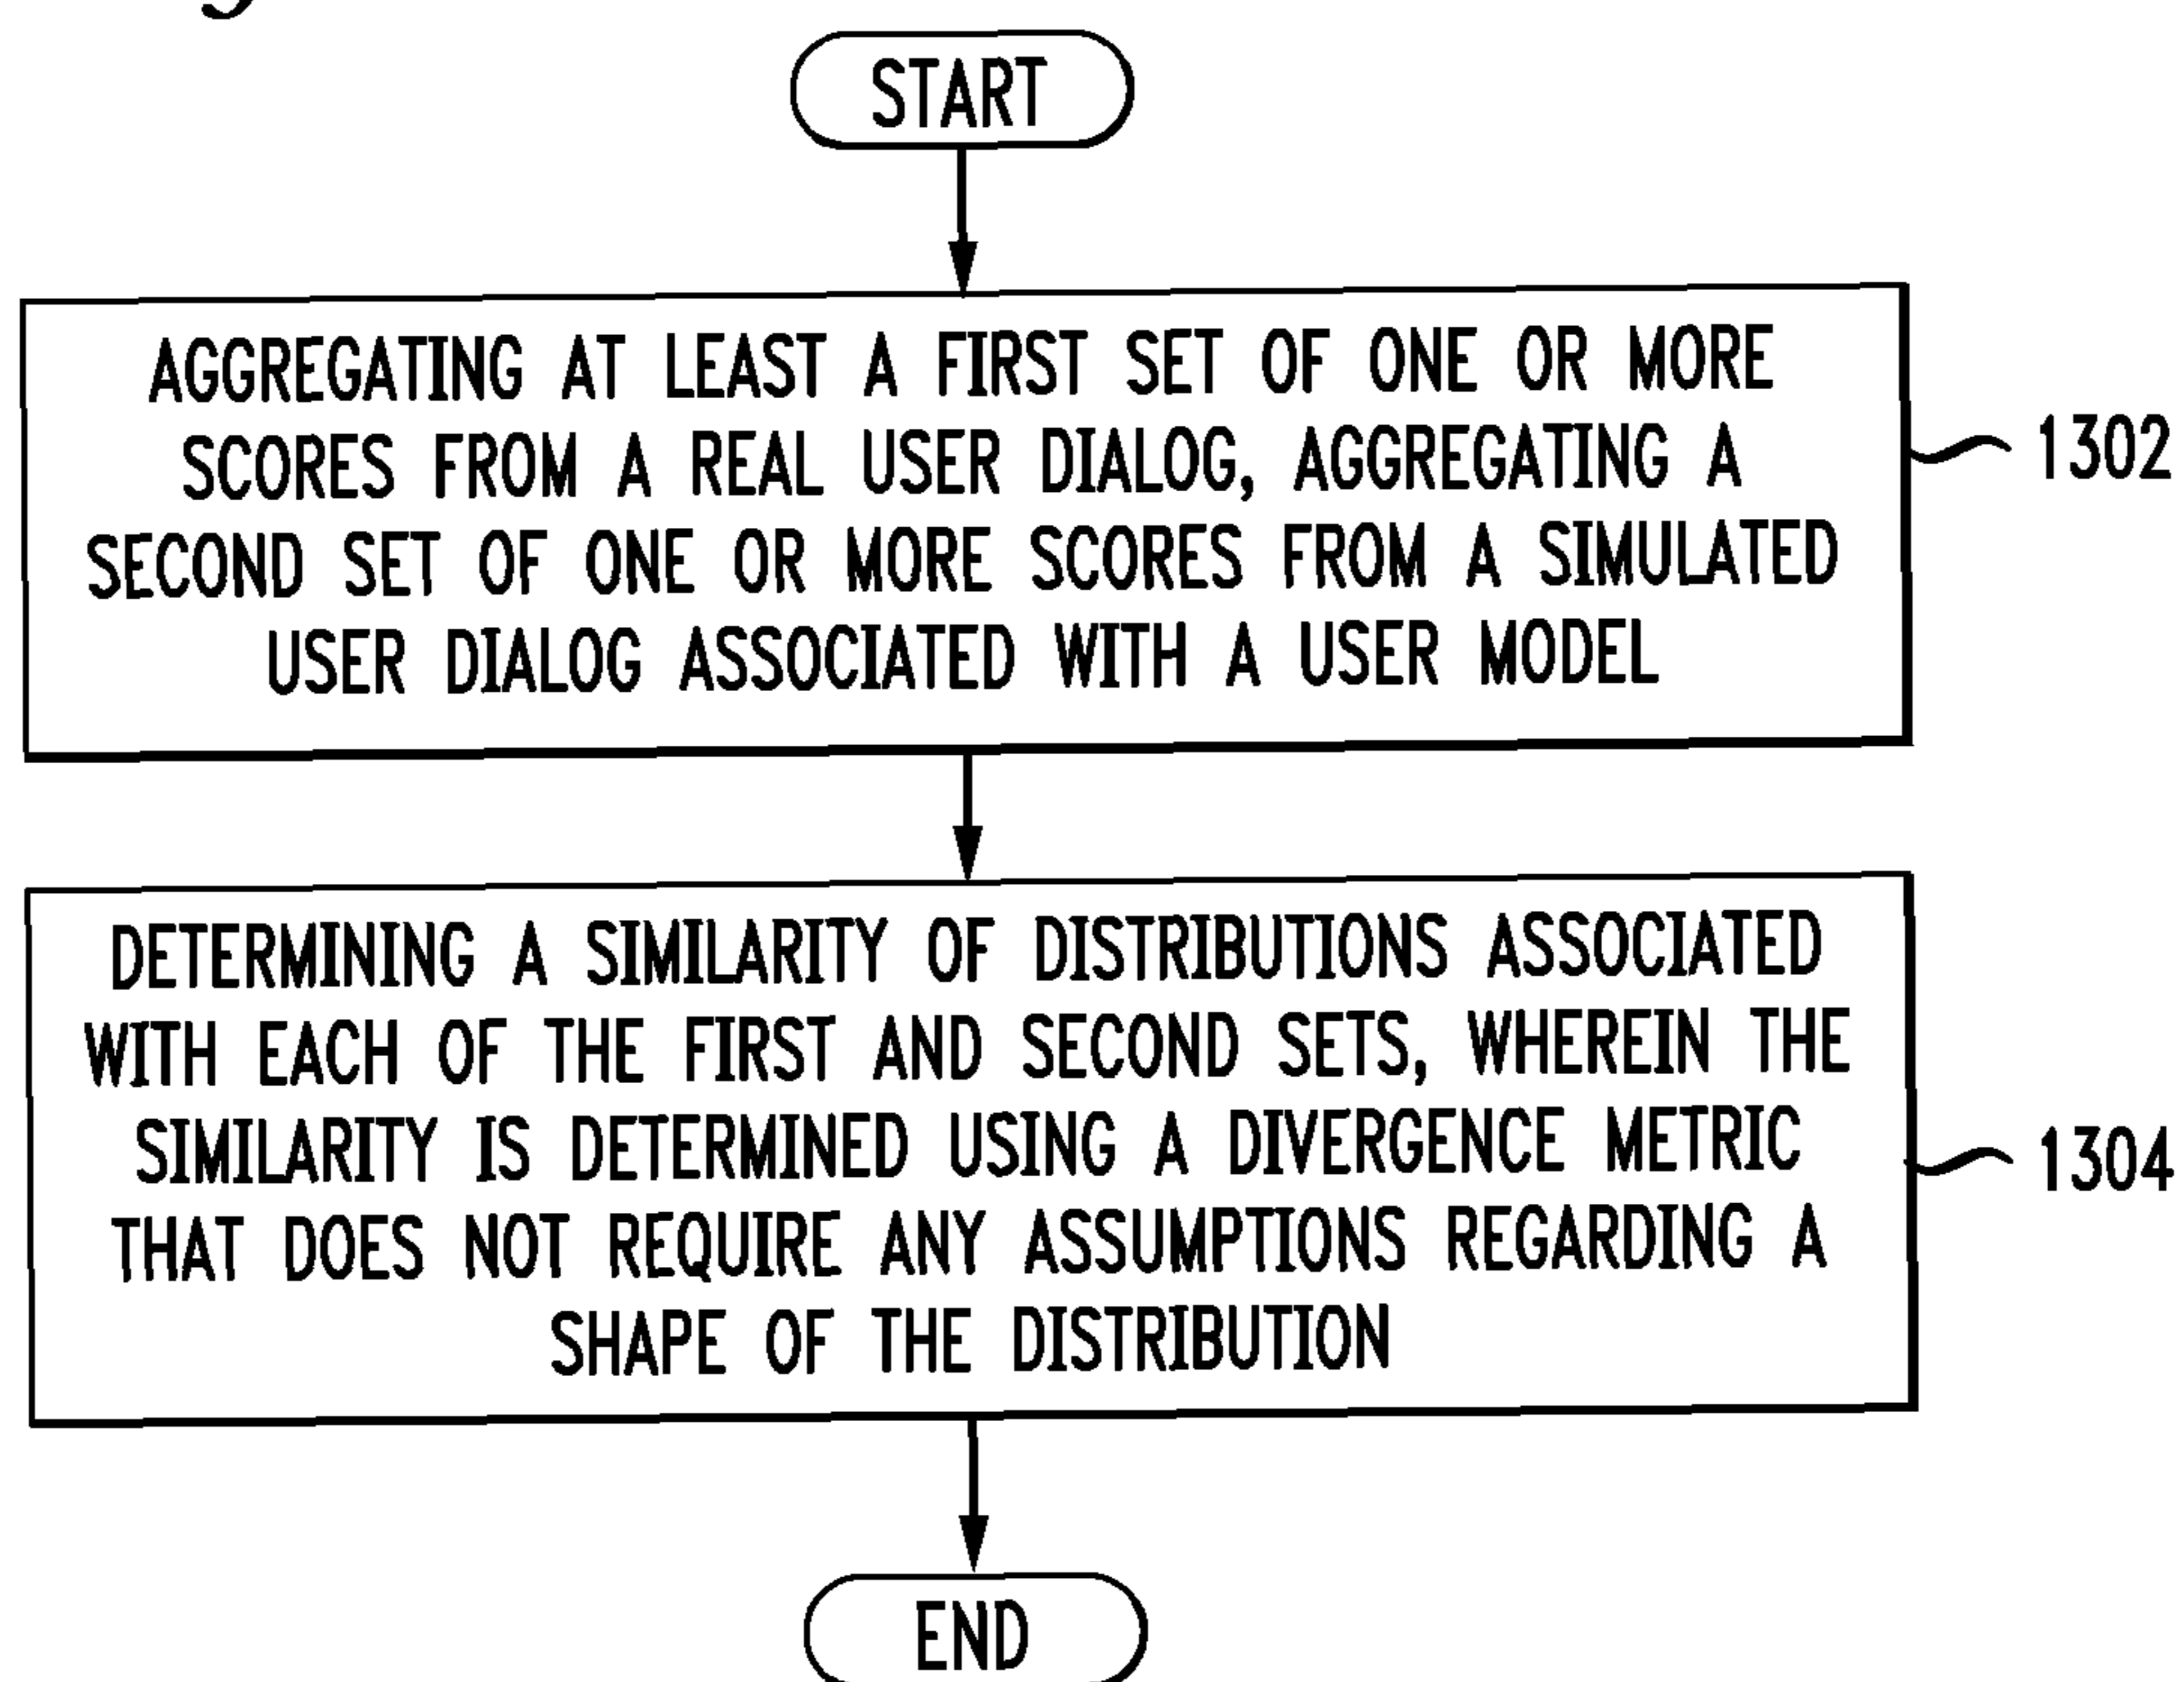 START
AGGREGATING AT LEAST A FIRST SET OF ONE OR MORE
SCORES FROM A REAL USER DIALOG, AGGREGATING A
SECOND SET OF ONE OR MORE SCORES FROM A SIMULATED
USER DIALOG ASSOCIATED WITH A USER MODEL
1302
DETERMINING A SIMILARITY OF DISTRIBUTIONS ASSOCIATED
WITH EACH OF THE FIRST AND SECOND SETS, WHEREIN THE
SIMILARITY IS DETERMINED USING A DIVERGENCE METRIC
THAT DOES NOT REQUIRE ANY ASSUMPTIONS REGARDING A
SHAPE OF THE DISTRIBUTION
1304
END